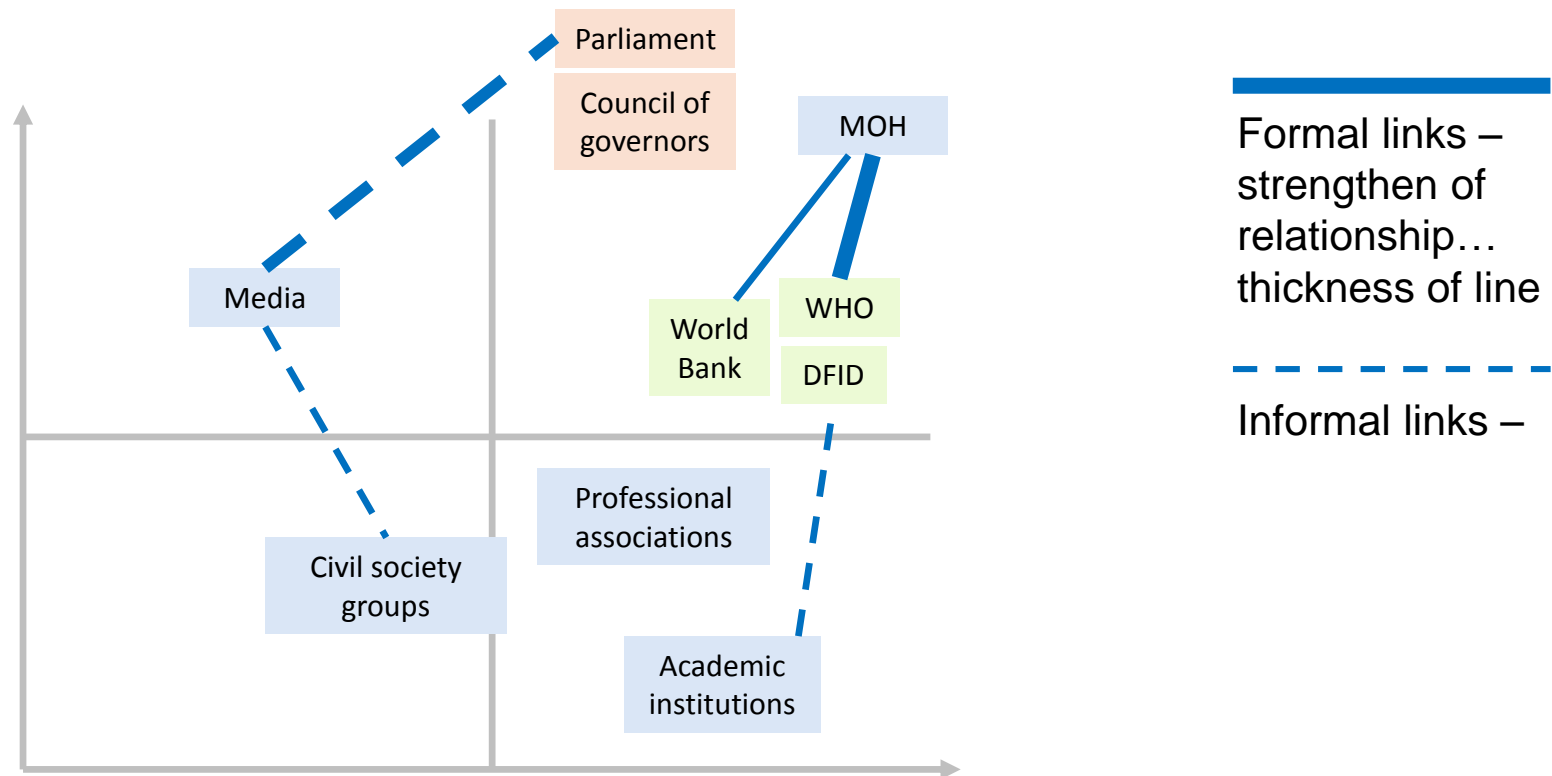 Parliament
Council of
governors
MOH
Media
World
Bank
WHO
DFID
Professional
associations
Civil society
groups
Academic
institutions
Formal links –
strengthen of
relationship…
thickness of line
Informal links –